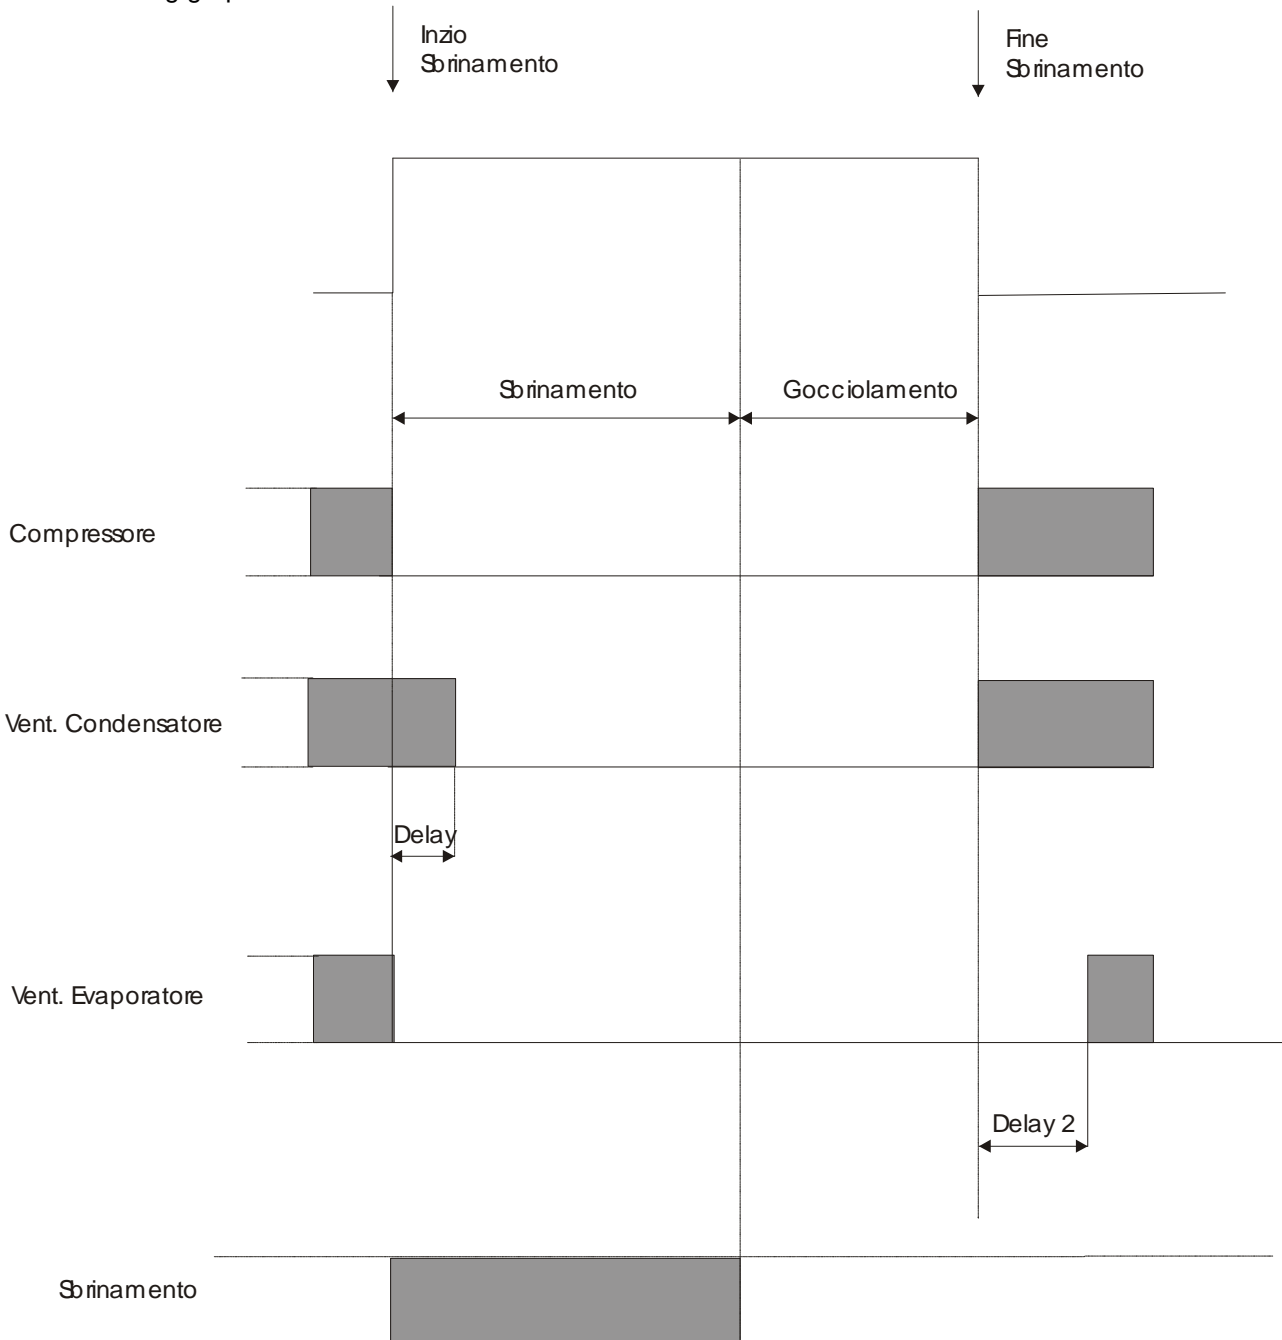 Inzio
Sbrinamento
Fine
Sbrinamento
Sbrinamento
Gocciolamento
Compressore
Vent. Condensatore
Delay
Vent. Evaporatore
Delay 2
Sbrinamento